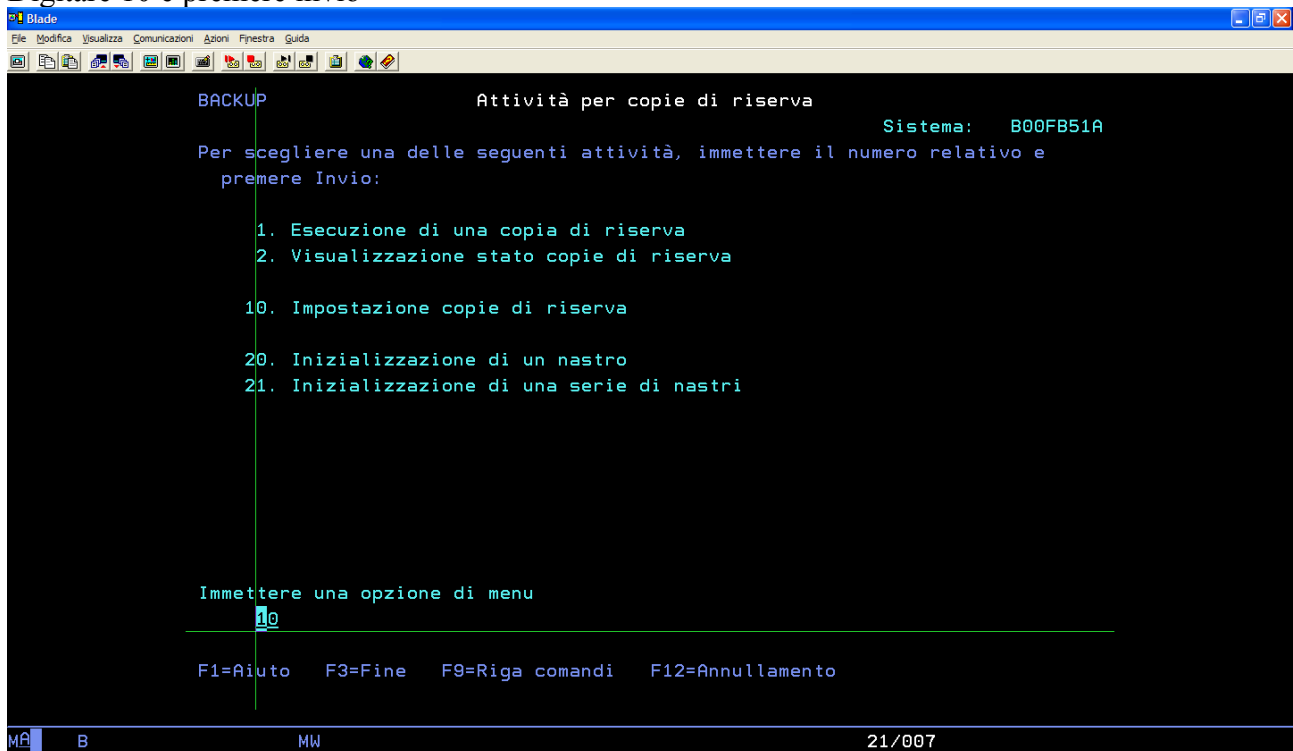 Blade
File Modifica Visualizza Comunicazioni Azioni Finestra Guida
BACKUP Attività per copie di riserva
Sistema: B00FB51A
Per scegliere una delle seguenti attività, immettere il numero relativo e
premere Invio:
1. Esecuzione di una copia di riserva
2. Visualizzazione stato copie di riserva
10. Impostazione copie di riserva
20. Inizializzazione di un nastro
21. Inizializzazione di una serie di nastri
Immettere una opzione di menu
10
F1=Aiuto F3=Fine F9=Riga comandi F12=Annullamento
MA B MW 21/007